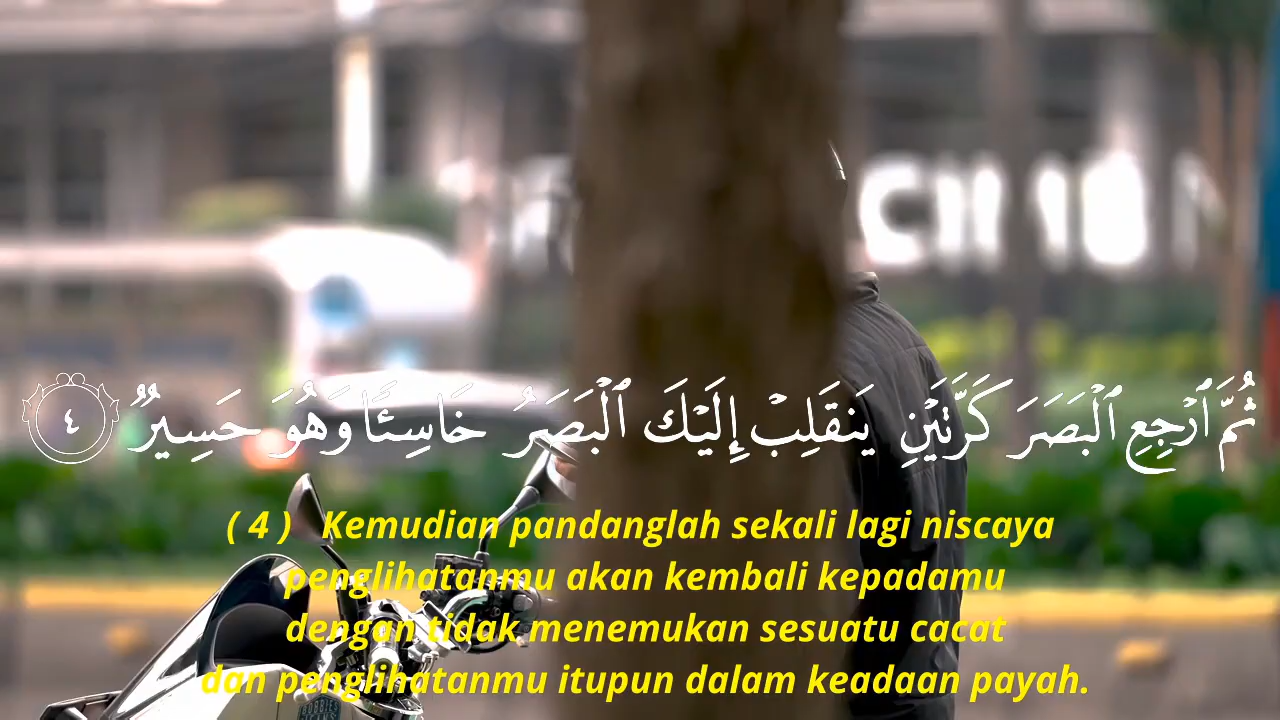 ثُمَّ ٱرْجِعِ ٱلْبَصَرَ كَرَّتَيْنِ يَنقَلِبْ إِلَيْكَ ٱلْبَصَرُ خَاسِئًا وَهُوَ حَسِيرٌ ٤
( 4 ) Kemudian pandanglah sekali lagi niscaya
penglihatanmu akan kembali kepadamu
dengan tidak menemukan sesuatu cacat
dan penglihatanmu itupun dalam keadaan payah.